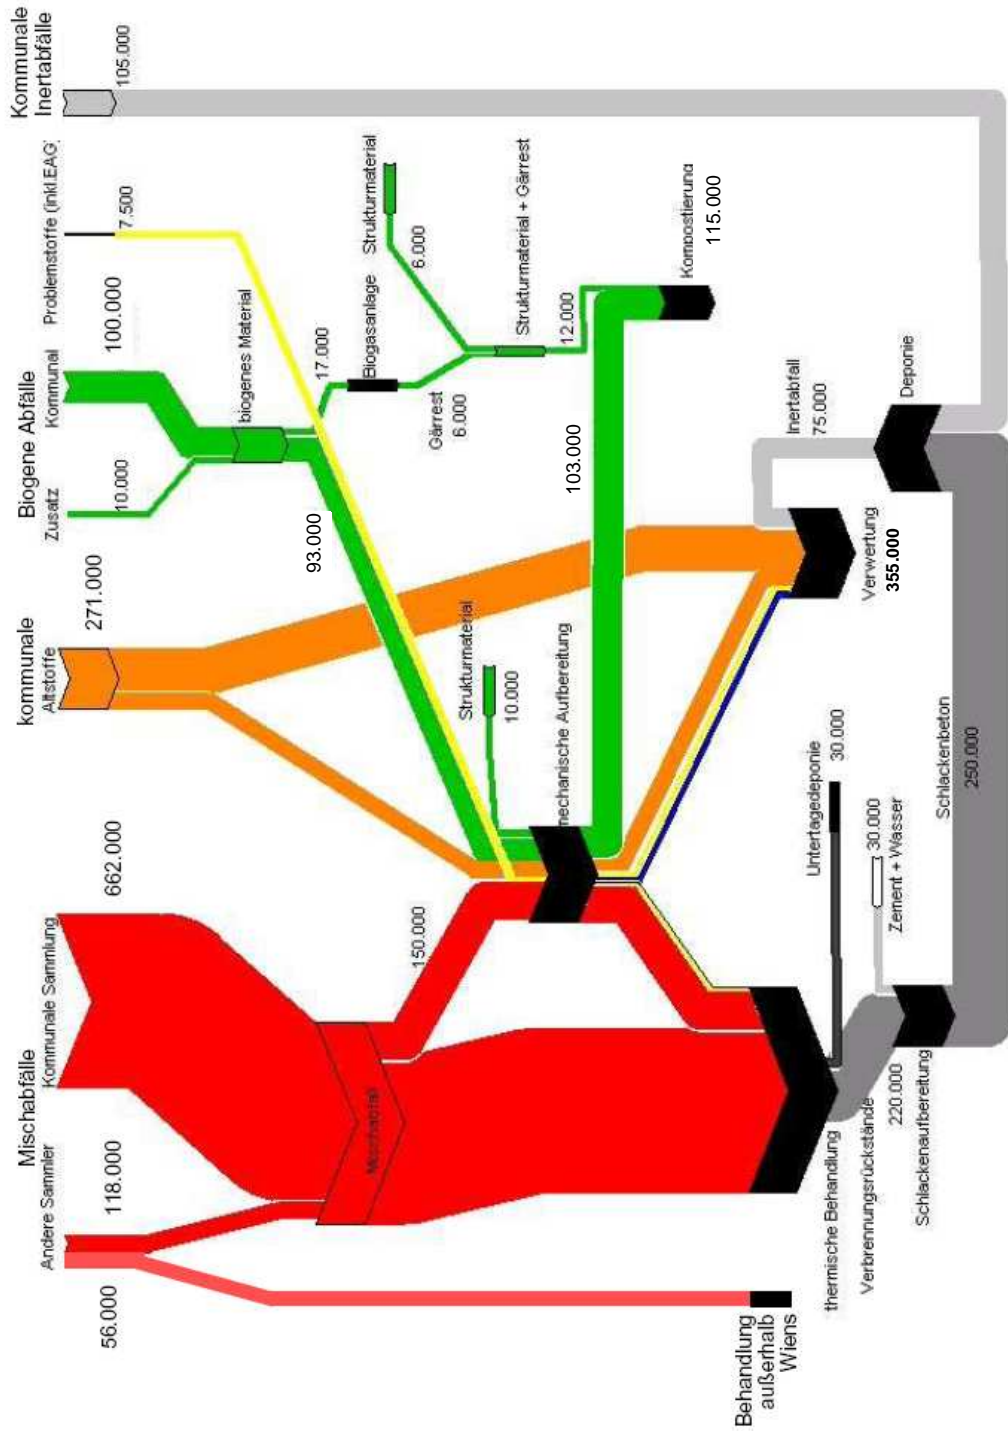 Mischabfälle
Andere Sammler
Kommunale Sammlung
56.000
118.000
662.000
kommunale
Altstoffe
271.000
Biogene Abfälle
Zusatz
Kommunal
10.000
100.000
Problemstoffe (inkl.EAG)
7.500
Kommunale
Inertabfälle
105.000
biogenes Material
93.000
17.000
Biogasanlage
Strukturmaterial
6.000
Gärrest
6.000
Strukturmaterial + Gärrest
12.000
Mischabfall
150.000
Strukturmaterial
10.000
mechanische Aufbereitung
103.000
Kompostierung
115.000
Behandlung
außerhalb
Wiens
thermische Behandlung
Verbrennungsrückstände
220.000
Schlackenaufbereitung
Untertagedeponie
30.000
30.000
Zement + Wasser
Verwertung
355.000
Inertabfall
75.000
Deponie
Schlackenbeton
250.000